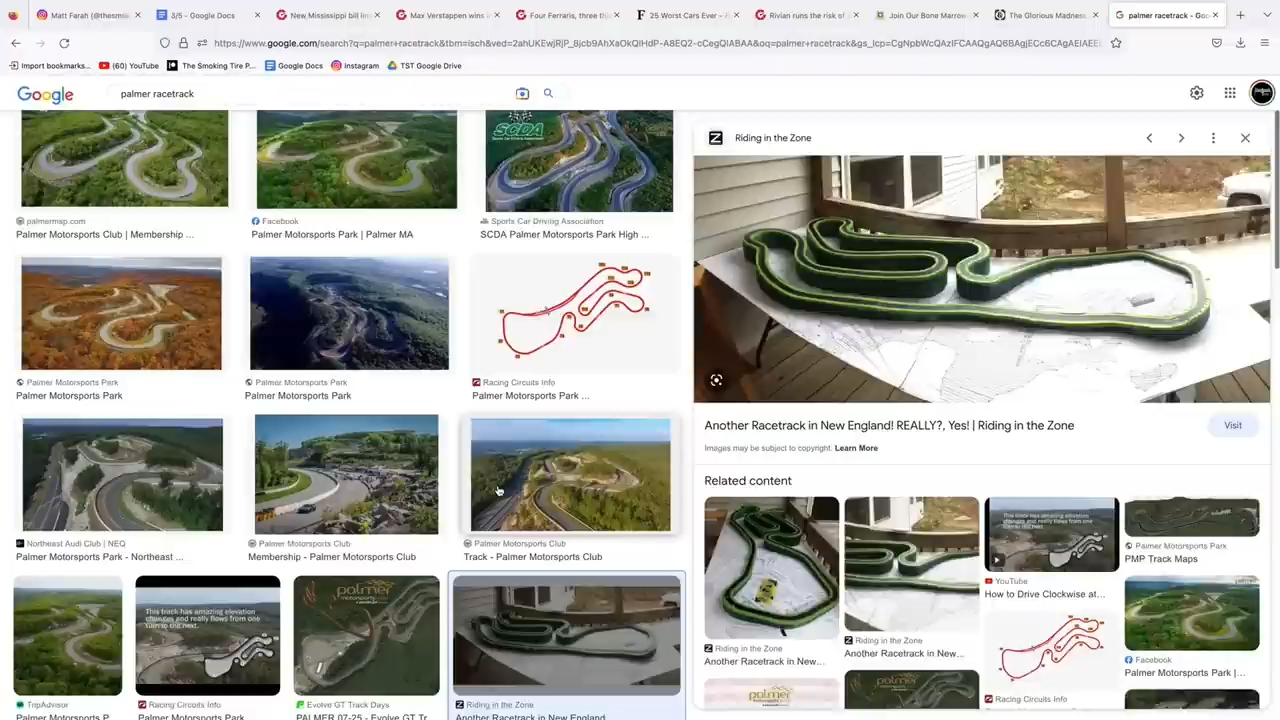 Matt Farah (@thesmi
3/5 - Google Docs
New Mississippi bill li
Max Verstappen wins i
Four Ferraris, three th
25 Worst Cars Ever - F
Rivian runs the risk of
Join Our Bone Marrow
The Glorious Madness
palmer racetrack - Goo
https://www.google.com/search?q=palmer+racetrack&tbm=isch&ved=
Import bookmarks...
(60) YouTube
The Smoking Tire P...
Google Docs
Instagram
TST Google Drive
Google
palmer racetrack
Riding in the Zone
SCDA
palmermsp.com
Palmer Motorsports Club | Membership ...
Facebook
Palmer Motorsports Park | Palmer MA
Sports Car Driving Association
SCDA Palmer Motorsports Park High ...
Palmer Motorsports Park
Palmer Motorsports Park
Palmer Motorsports Park
Palmer Motorsports Park
Racing Circuits Info
Palmer Motorsports Park ...
Northeast Audi Club | NEQ
Palmer Motorsports Park - Northeast ...
Palmer Motorsports Club
Membership - Palmer Motorsports Club
Palmer Motorsports Club
Track - Palmer Motorsports Club
This track has amazing elevation
changes and really flows from one
turn to the next
palmer
TripAdvisor
Palmer Motorsports P
Racing Circuits Info
Palmer Motorsports Park
Evolve GT Track Days
PALMER 07-25 - Evolve GT Tr
Riding in the Zone
Another Racetrack in New England
Another Racetrack in New England! REALLY?, Yes! | Riding in the Zone
Visit
Images may be subject to copyright. Learn More
Related content
Riding in the Zone
Another Racetrack in New...
Riding in the Zone
Another Racetrack in New...
This track has amazing elevation
changes and really flows from one
turn to the next
YouTube
How to Drive Clockwise at...
Palmer Motorsports Park
PMP Track Maps
Facebook
Palmer Motorsports Park |...
Racing Circuits Info
palmer
palmer